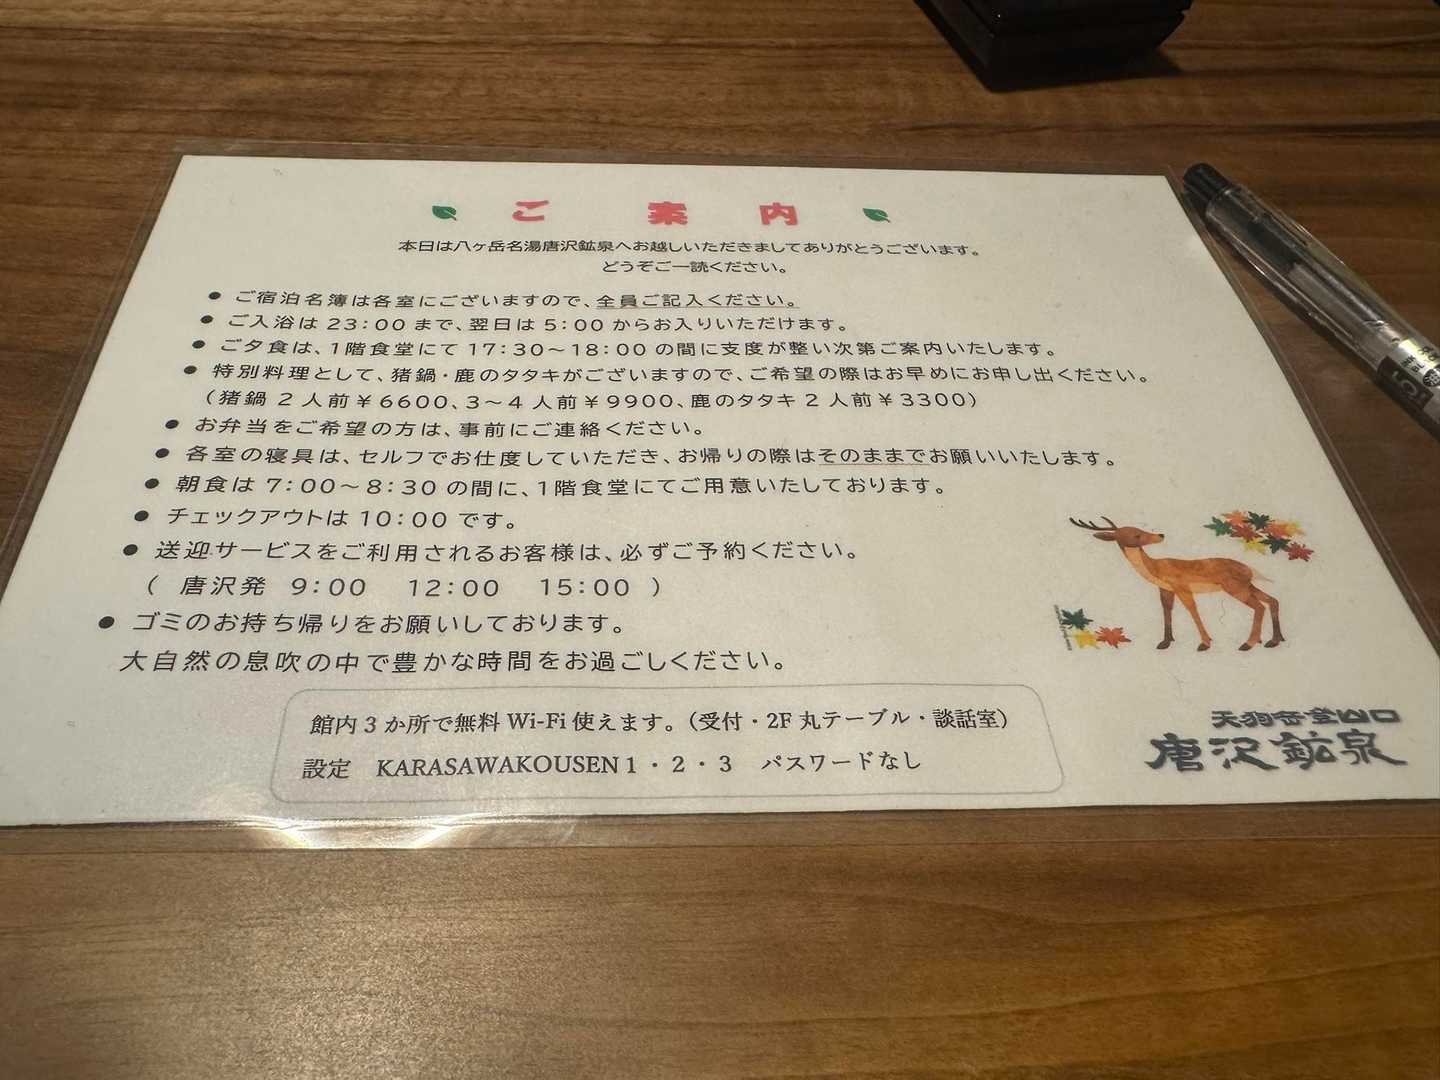 ご案内
本日は八ヶ岳名湯唐沢鉱泉へお越しいただきましてありがとうございます。
どうぞご一読ください。
● ご宿泊名簿は各室にございますので、全員ご記入ください。
● ご入浴は 23:00 まで、翌日は 5:00 からお入りいただけます。
● ご夕食は、1階食堂にて 17:30～18:00 の間に支度が整い次第ご案内いたします。
● 特別料理として、猪鍋・鹿のタタキがございますので、ご希望の際はお早めにお申し出ください。
（猪鍋 2 人前￥6600、3～4 人前￥9900、鹿のタタキ 2 人前￥3300）
● お弁当をご希望の方は、事前にご連絡ください。
● 各室の寝具は、セルフでお仕度していただき、お帰りの際はそのままでお願いいたします。
● 朝食は 7:00～8:30 の間に、1階食堂にてご用意いたしております。
● チェックアウトは 10:00 です。
● 送迎サービスをご利用されるお客様は、必ずご予約ください。
（ 唐沢発 9:00 12:00 15:00 ）
● ゴミのお持ち帰りをお願いしております。
大自然の息吹の中で豊かな時間をお過ごしください。
館内 3 か所で無料 Wi-Fi 使えます。（受付・2F 丸テーブル・談話室）
設定 KARASAWAKOUSEN 1 ・ 2 ・ 3 パスワードなし
天狗岳登山口
唐沢鉱泉